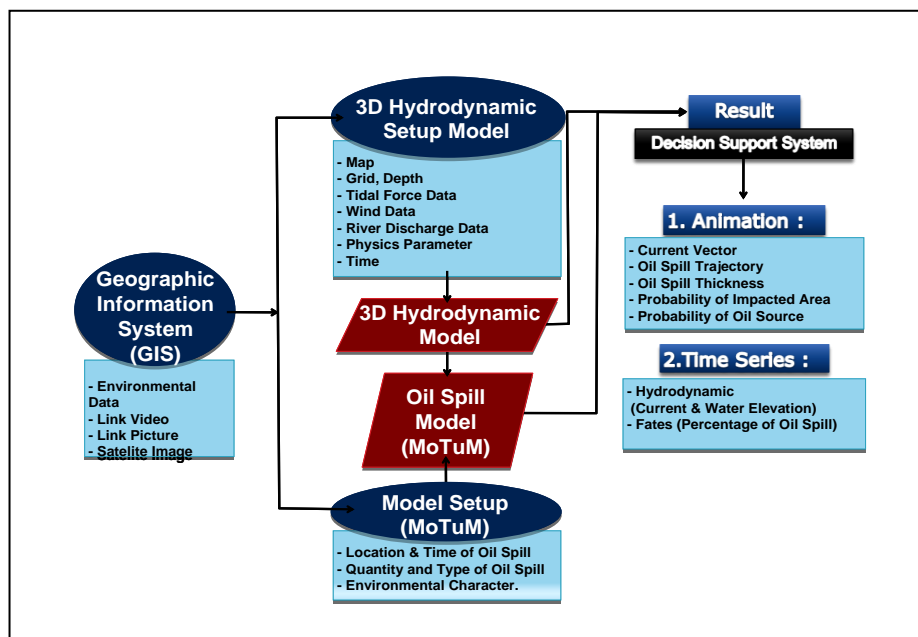 Geographic
Information
System
(GIS)
- Environmental
Data
- Link Video
- Link Picture
- Satelite Image
3D Hydrodynamic
Setup Model
- Map
- Grid, Depth
- Tidal Force Data
- Wind Data
- River Discharge Data
- Physics Parameter
- Time
3D Hydrodynamic
Model
Oil Spill
Model
(MoTuM)
Model Setup
(MoTuM)
- Location & Time of Oil Spill
- Quantity and Type of Oil Spill
- Environmental Character.
Result
Decision Support System
1. Animation :
- Current Vector
- Oil Spill Trajectory
- Oil Spill Thickness
- Probability of Impacted Area
- Probability of Oil Source
2.Time Series :
- Hydrodynamic
(Current & Water Elevation)
- Fates (Percentage of Oil Spill)